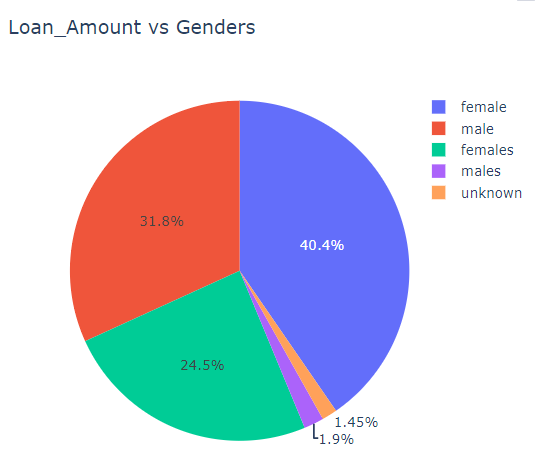 Loan_Amount vs Genders
female
male
females
males
unknown
31.8%
40.4%
24.5%
1.45%
1.9%